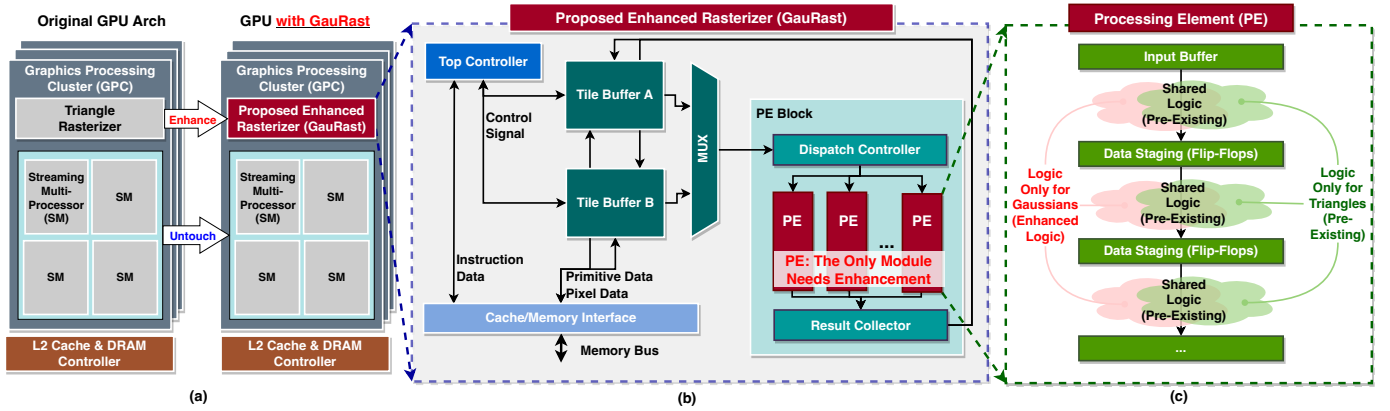 Original GPU Arch
Graphics Processing
Cluster (GPC)
Triangle
Rasterizer
Streaming
Multi-
Processor
(SM)
SM
SM
SM
L2 Cache & DRAM
Controller
Enhance
Untouch
GPU with GauRast
Graphics Processing
Cluster (GPC)
Proposed Enhanced
Rasterizer (GauRast)
Streaming
Multi-
Processor
(SM)
SM
SM
SM
L2 Cache & DRAM
Controller
(a)
Proposed Enhanced Rasterizer (GauRast)
Top Controller
Control
Signal
Tile Buffer A
Tile Buffer B
MUX
Instruction
Data
Primitive Data
Pixel Data
Cache/Memory Interface
Memory Bus
PE Block
Dispatch Controller
PE
PE
...
PE
PE: The Only Module
Needs Enhancement
Result Collector
(b)
Processing Element (PE)
Input Buffer
Shared
Logic
(Pre-Existing)
Data Staging (Flip-Flops)
Shared
Logic
(Pre-Existing)
Data Staging (Flip-Flops)
Shared
Logic
(Pre-Existing)
...
Logic
Only for
Gaussians
(Enhanced
Logic)
Logic
Only for
Triangles
(Pre-
Existing)
(c)